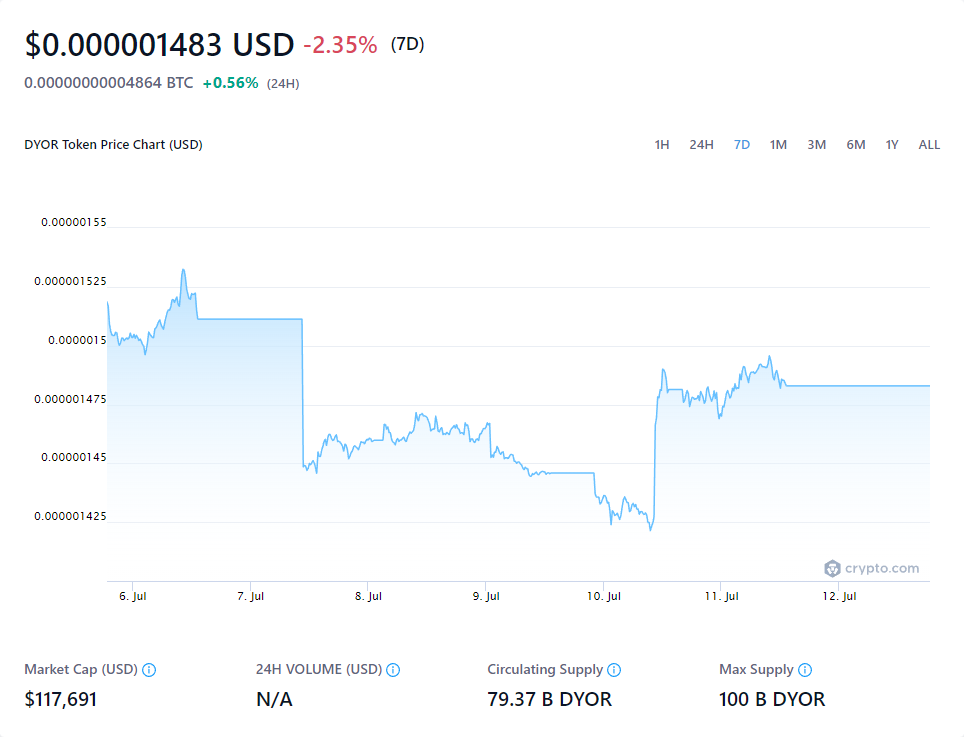 $0.000001483 USD -2.35% (7D)
0.00000000004864 BTC +0.56% (24H)
DYOR Token Price Chart (USD) 1H 24H 7D 1M 3M 6M 1Y ALL
0.00000155
0.000001525
0.0000015
0.000001475
0.00000145
0.000001425
crypto.com
6. Jul 7. Jul 8. Jul 9. Jul 10. Jul 11. Jul 12. Jul
Market Cap (USD) 24H VOLUME (USD) Circulating Supply Max Supply
$117,691 N/A 79.37 B DYOR 100 B DYOR